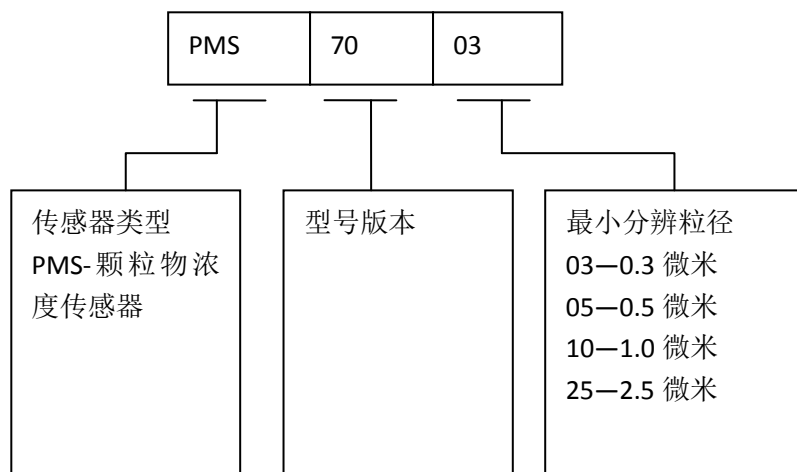 PMS 70 03
传感器类型
PMS-颗粒物浓
度传感器
型号版本
最小分辨粒径
03—0.3 微米
05—0.5 微米
10—1.0 微米
25—2.5 微米